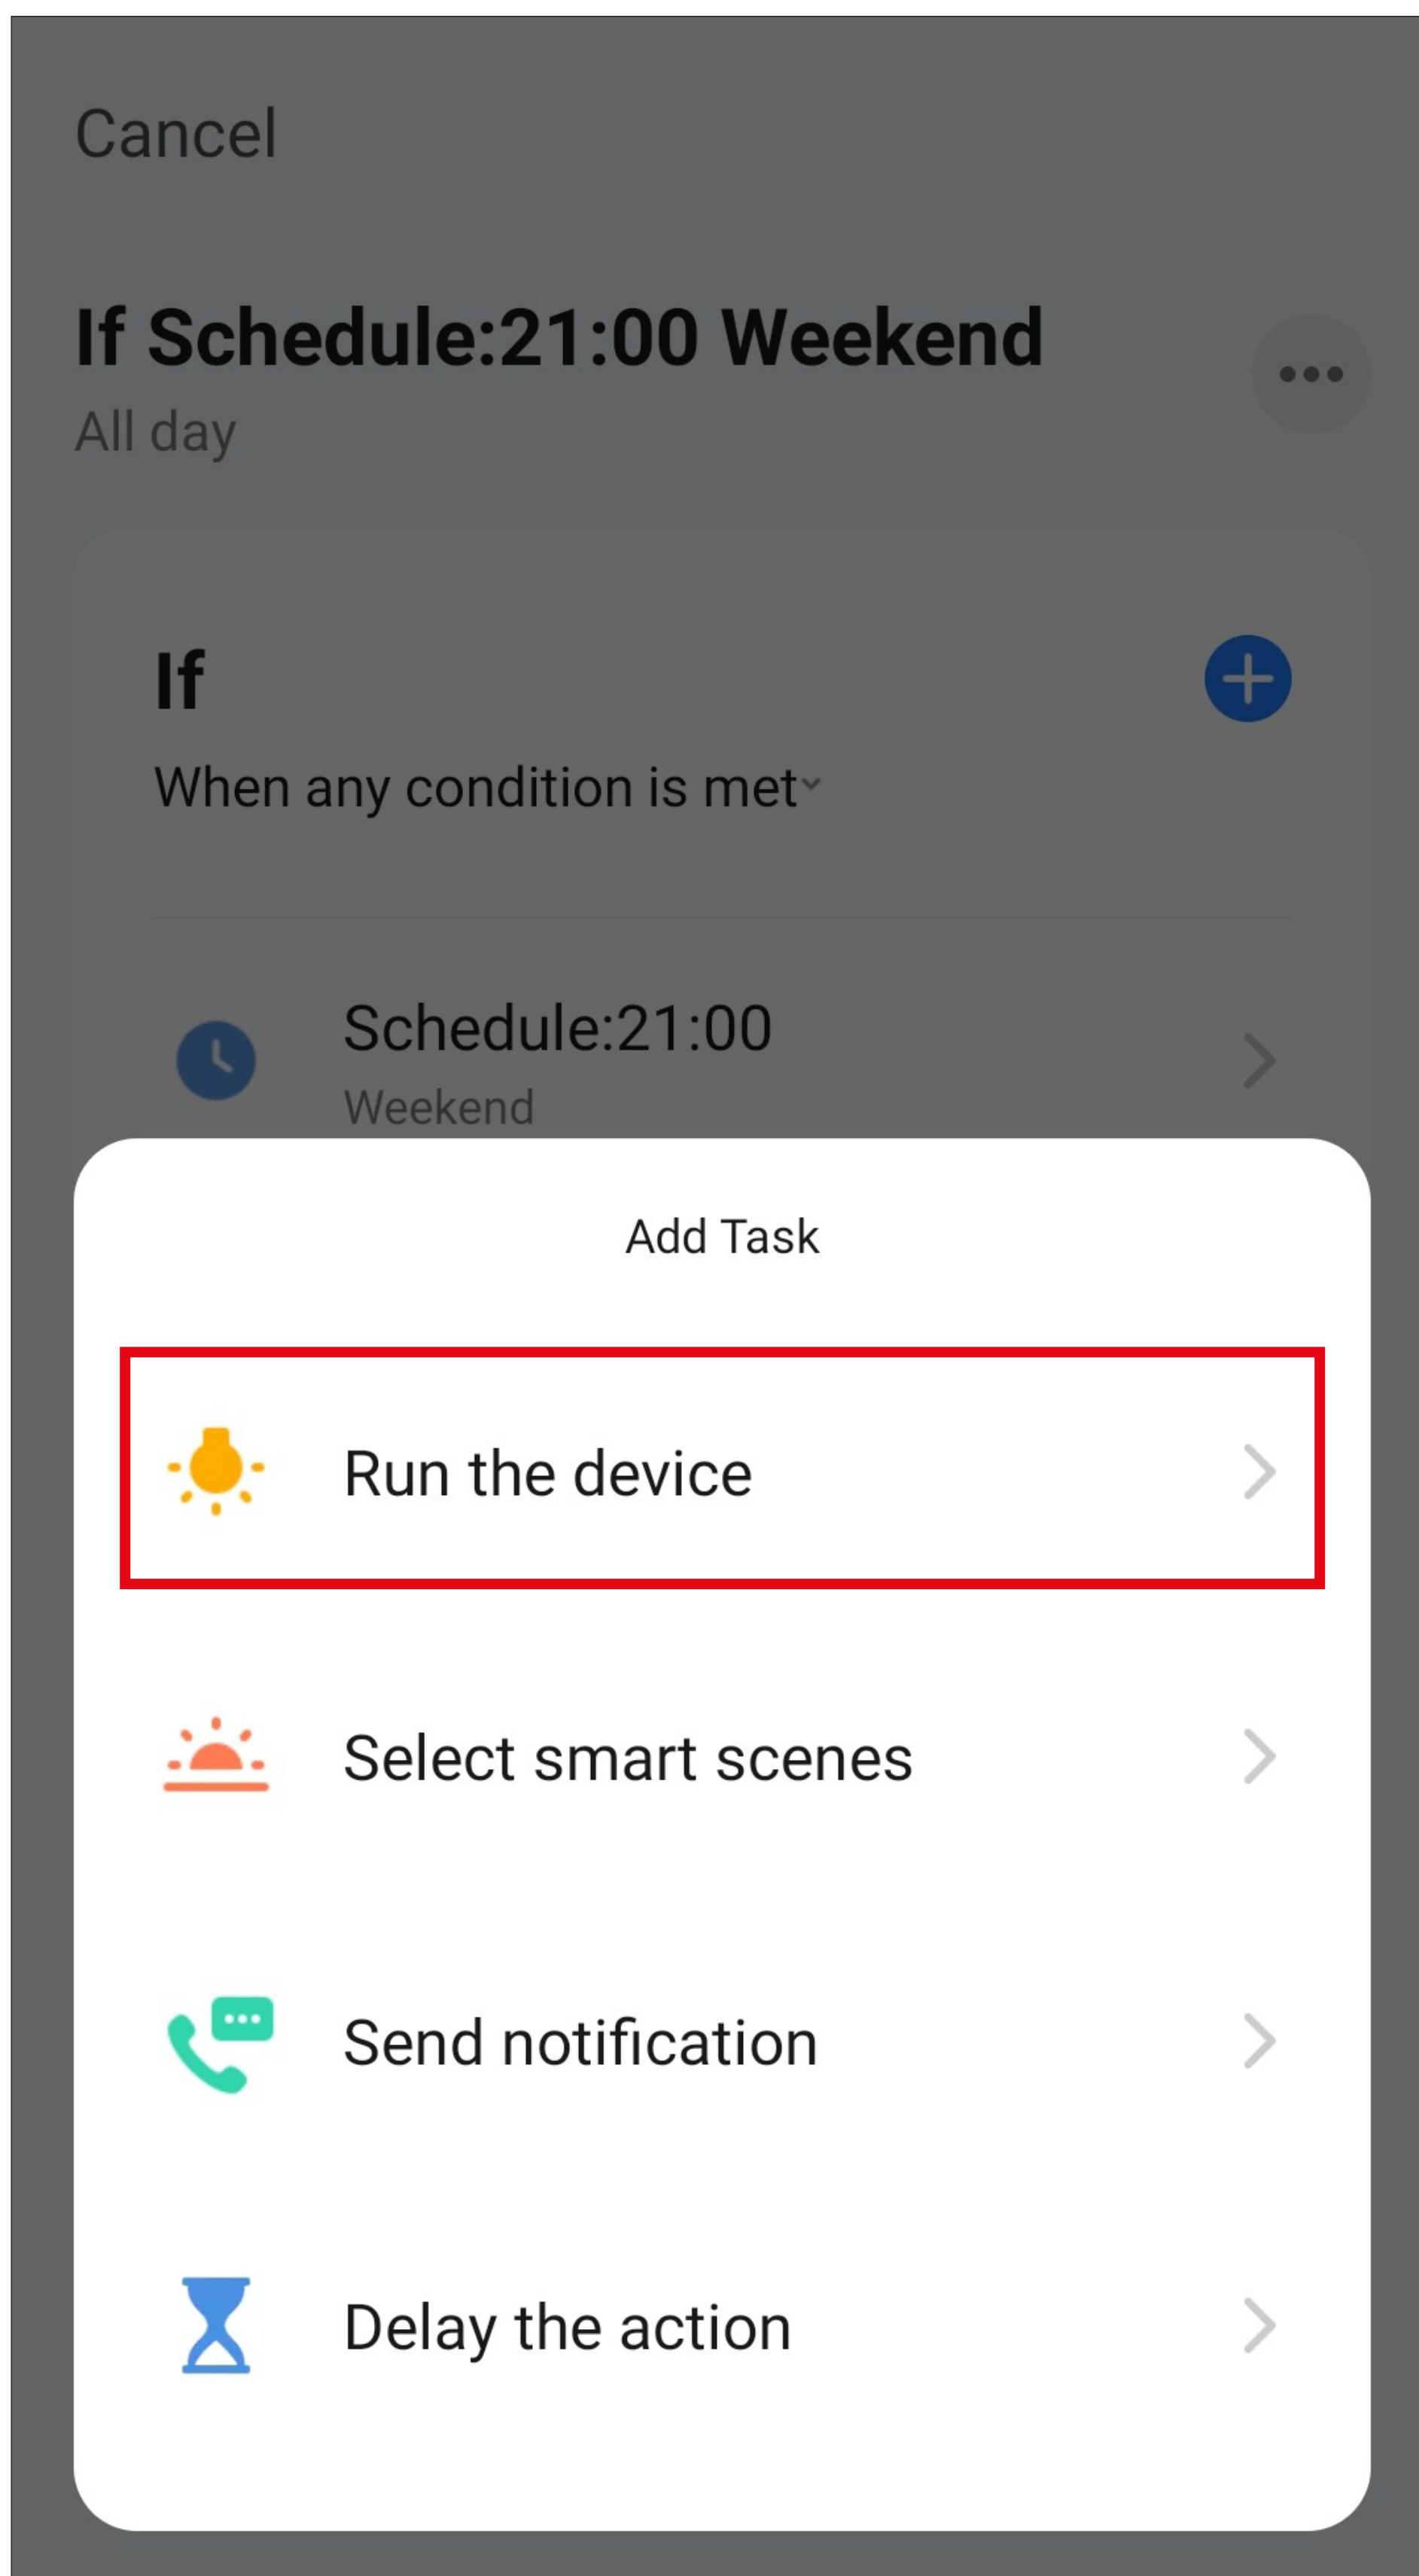 Cancel
If Schedule:21:00 Weekend
All day
If
When any condition is met
Schedule:21:00
Weekend
Add Task
Run the device
Select smart scenes
Send notification
Delay the action